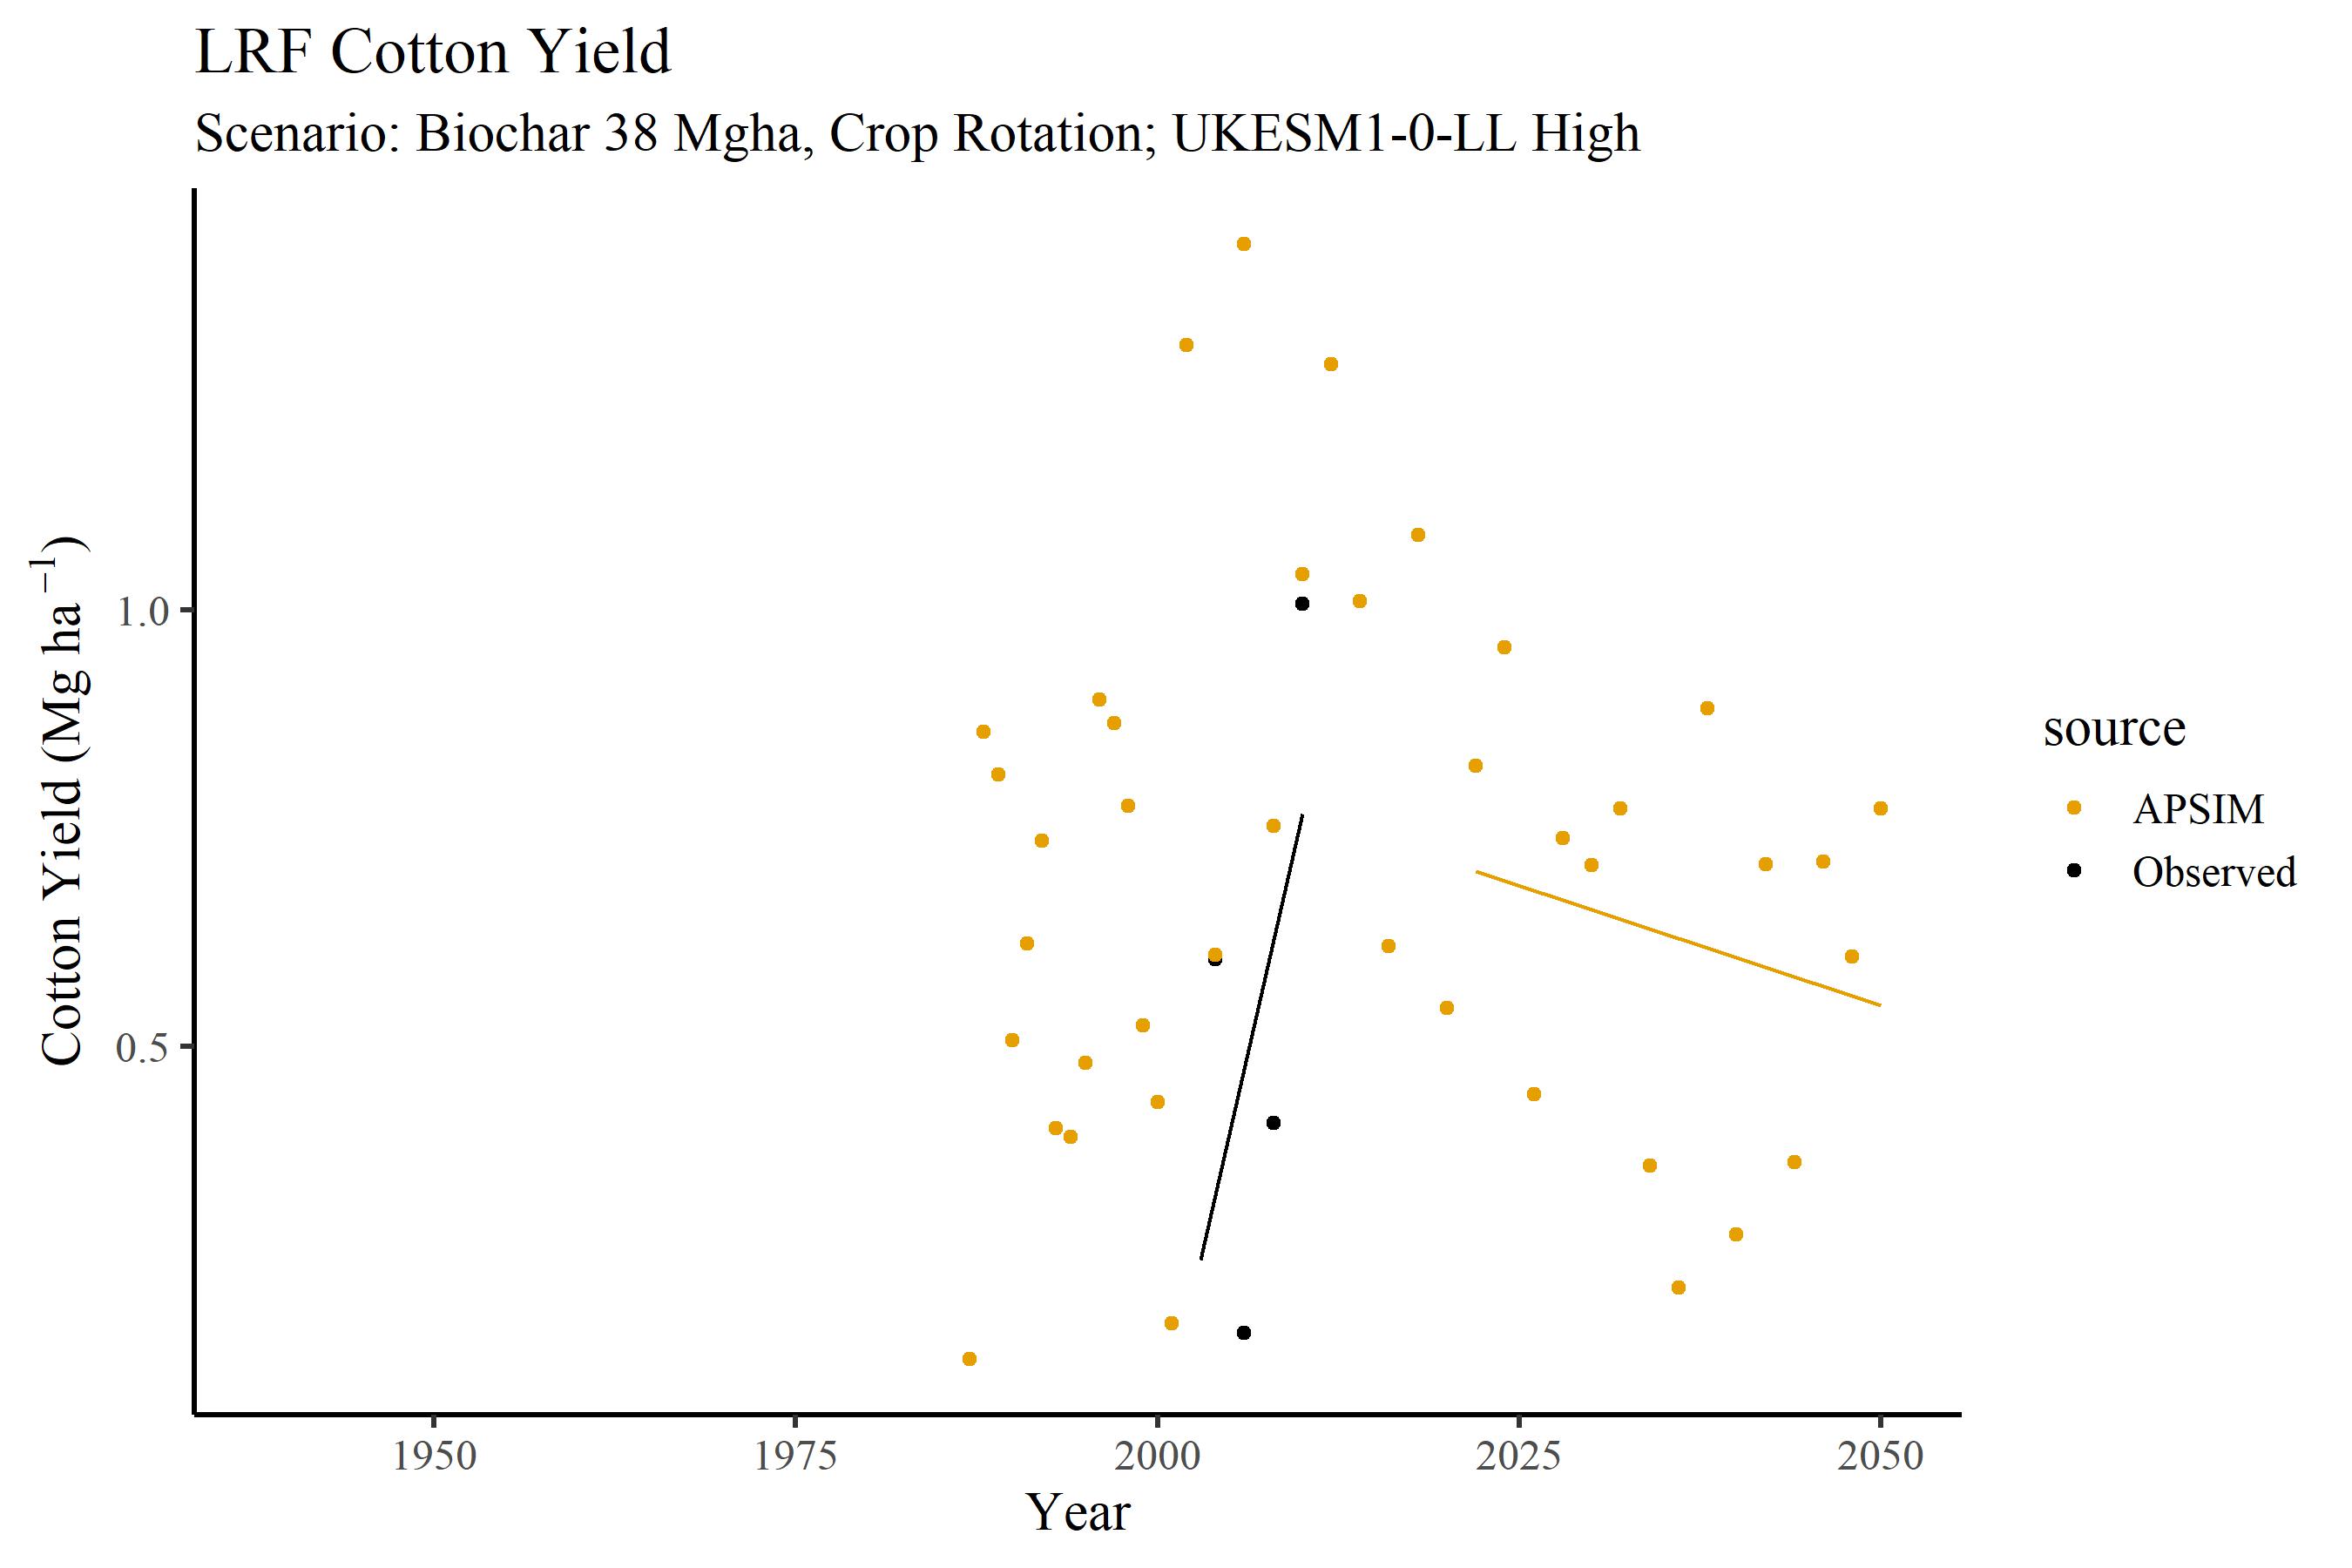 LRF Cotton Yield
Scenario: Biochar 38 Mgha, Crop Rotation; UKESM1-0-LL High
Cotton Yield (Mg ha⁻¹)
1.0
0.5
1950 1975 2000 2025 2050
Year
source
APSIM
Observed